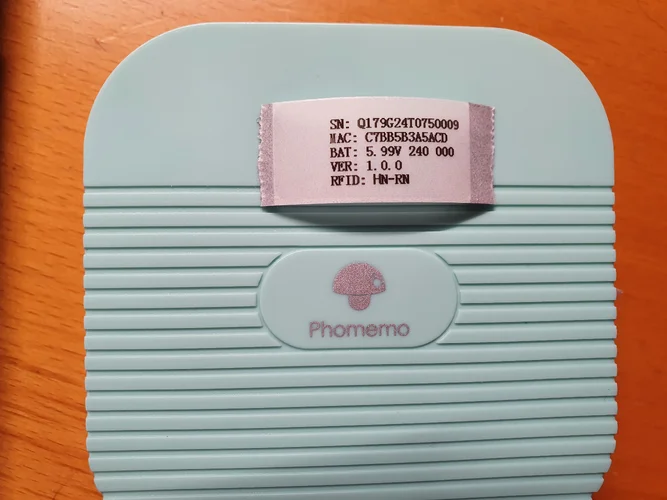 SN: Q179G24T0750009
MAC: C7BB5B3A5ACD
BAT: 5.99V 240 000
VER: 1.0.0
RFID: HN-RN
Phomemo